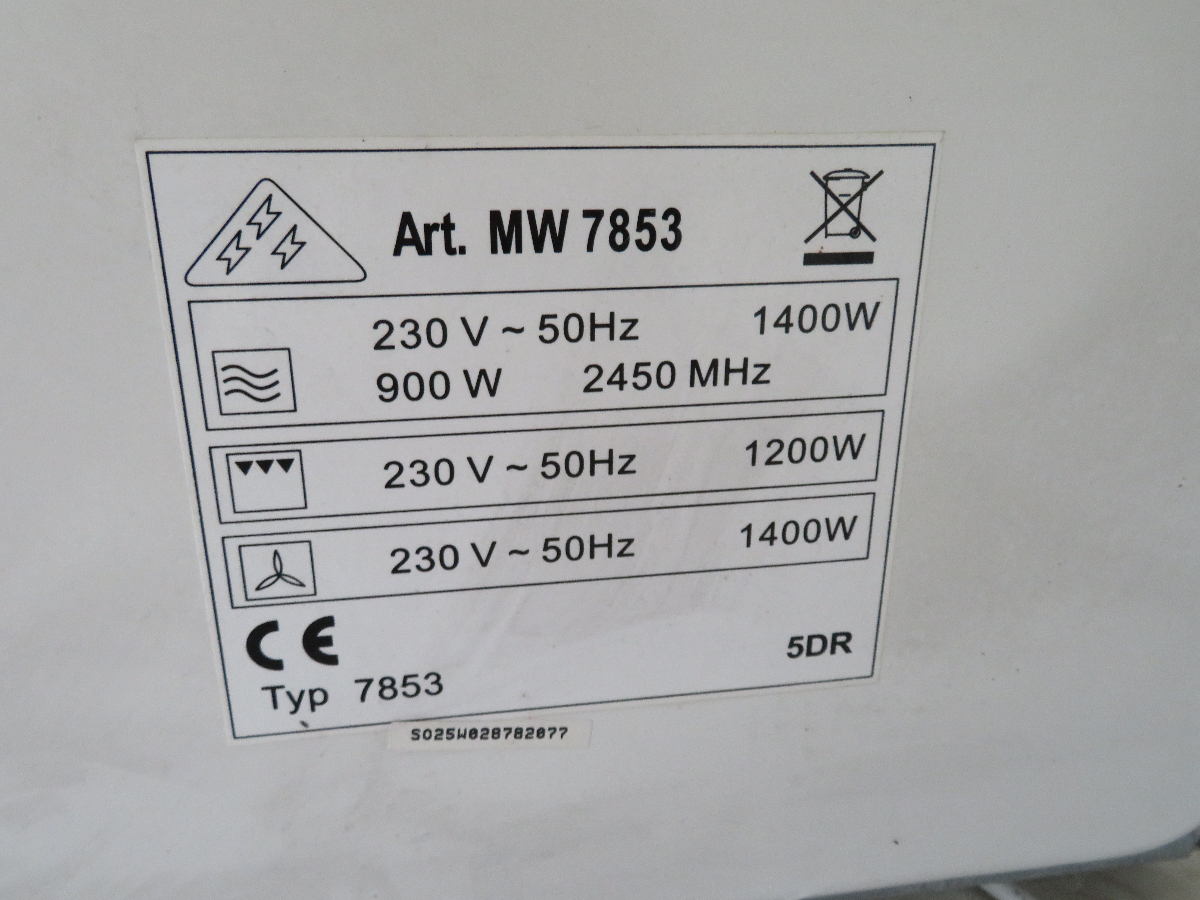 Art. MW 7853
230 V ~ 50Hz 1400W
900 W 2450 MHz
230 V ~ 50Hz 1200W
230 V ~ 50Hz 1400W
CE
5DR
Typ 7853
S025W028782077